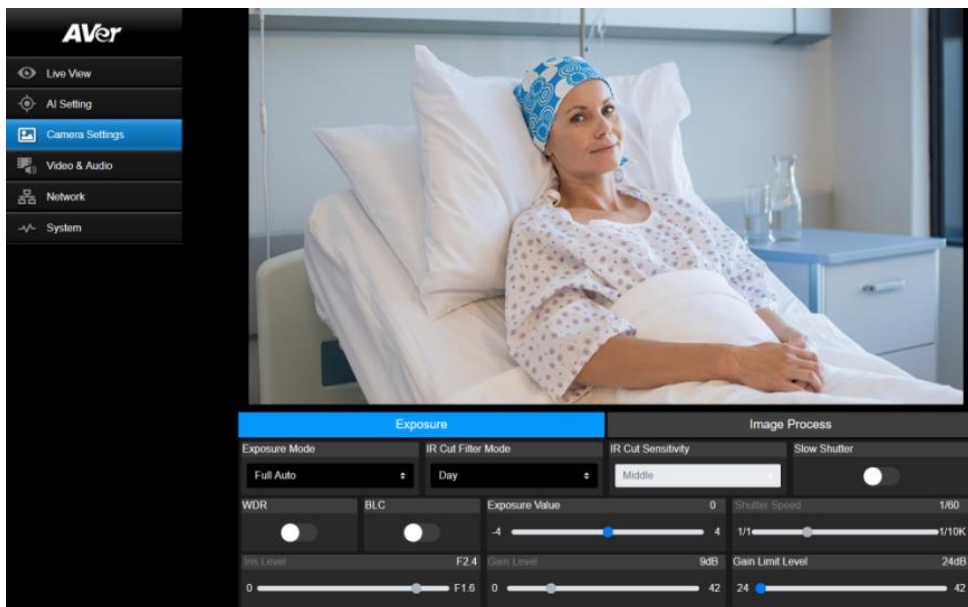 AVer
Live View
AI Setting
Camera Settings
Video & Audio
Network
System
Exposure
Image Process
Exposure Mode
IR Cut Filter Mode
IR Cut Sensitivity
Slow Shutter
Full Auto
Day
Middle
WDR
BLC
Exposure Value 0
Shutter Speed 1/60
-4 4
1/1 1/10K
Iris Level F2.4
Gain Level 9dB
Gain Limit Level 24dB
0 F1.6
0 42
24 42